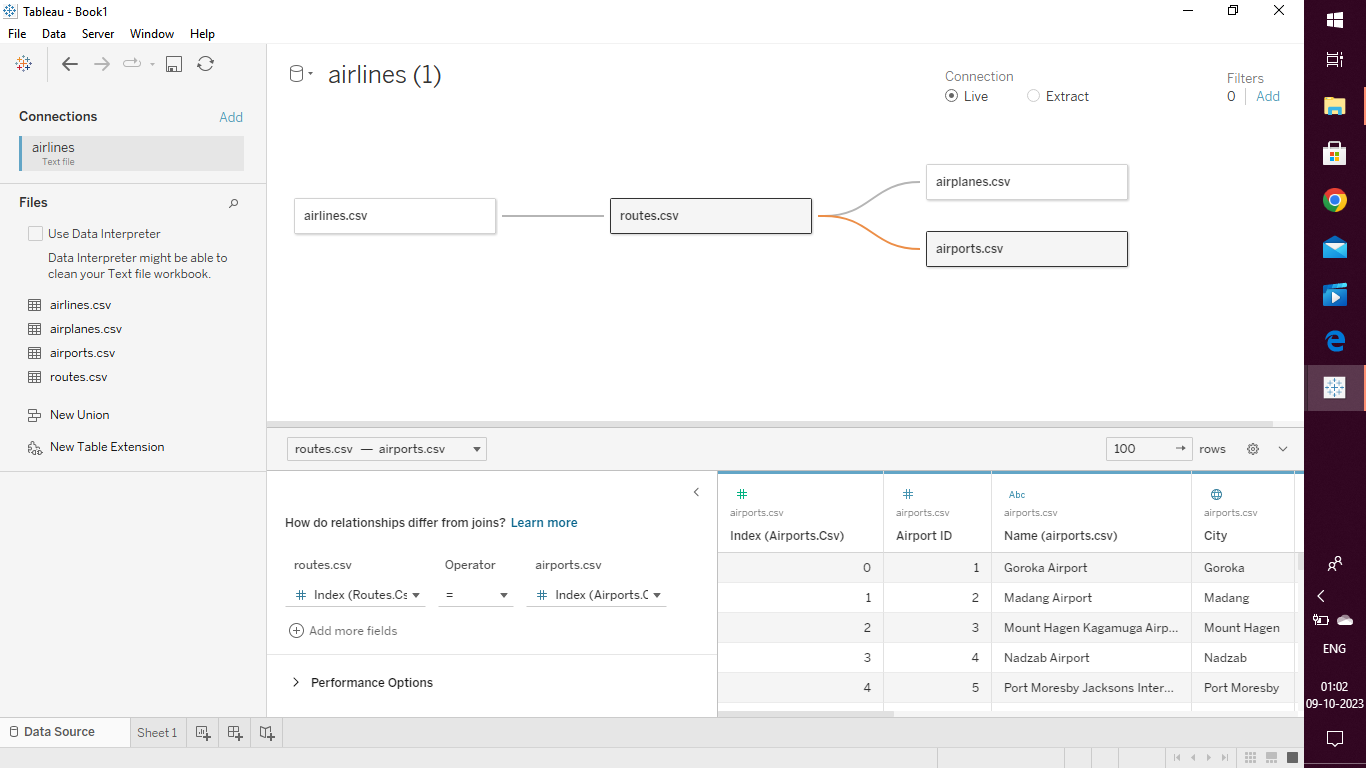 Tableau - Book1
File Data Server Window Help
Connections Add
airlines
Text file
Files
Use Data Interpreter
Data Interpreter might be able to
clean your Text file workbook.
airlines.csv
airplanes.csv
airports.csv
routes.csv
New Union
New Table Extension
airlines (1)
Connection
Live Extract
Filters
0 Add
airlines.csv
routes.csv
airplanes.csv
airports.csv
routes.csv — airports.csv
100 → rows
How do relationships differ from joins? Learn more
routes.csv Operator airports.csv
# Index (Routes.Cs = # Index (Airports.C
Add more fields
Performance Options
# # Abc
airports.csv airports.csv airports.csv airports.csv
Index (Airports.Csv) Airport ID Name (airports.csv) City
0 1 Goroka Airport Goroka
1 2 Madang Airport Madang
2 3 Mount Hagen Kagamuga Airp... Mount Hagen
3 4 Nadzab Airport Nadzab
4 5 Port Moresby Jacksons Inter... Port Moresby
Data Source Sheet 1
ENG
01:02
09-10-2023